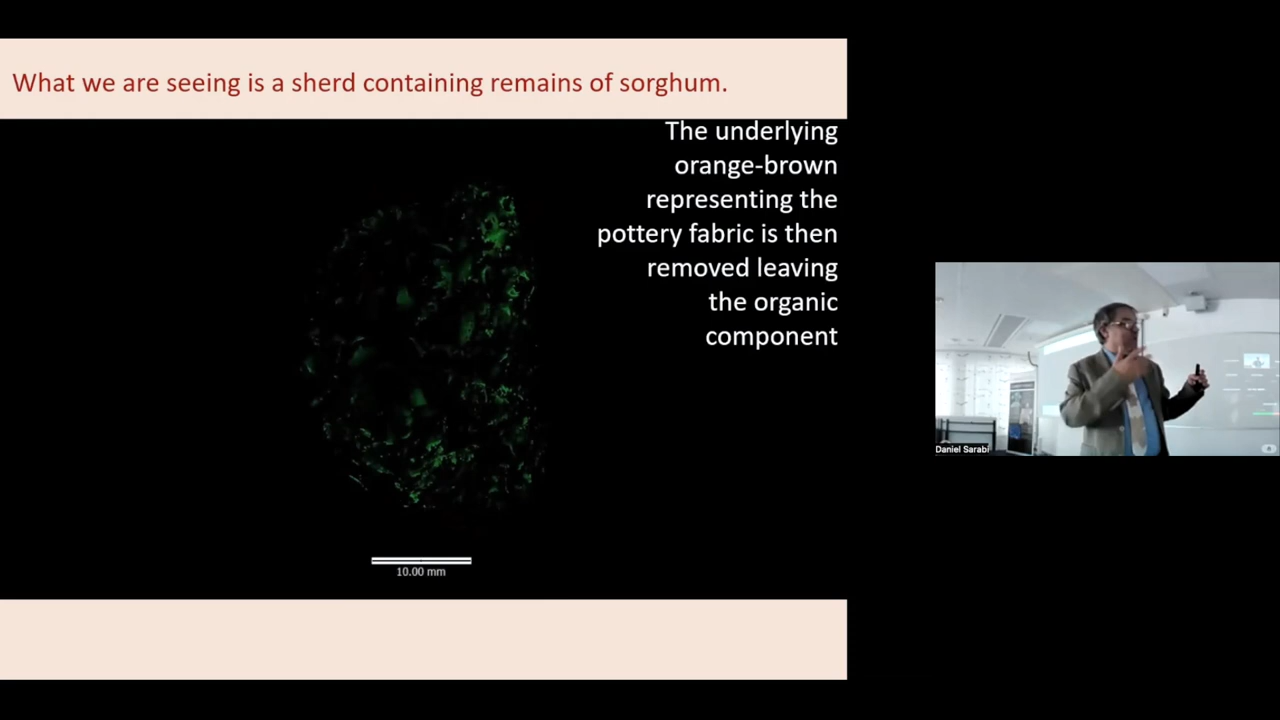 What we are seeing is a sherd containing remains of sorghum.
The underlying
orange-brown
representing the
pottery fabric is then
removed leaving
the organic
component
10.00 mm
Daniel Sarabi